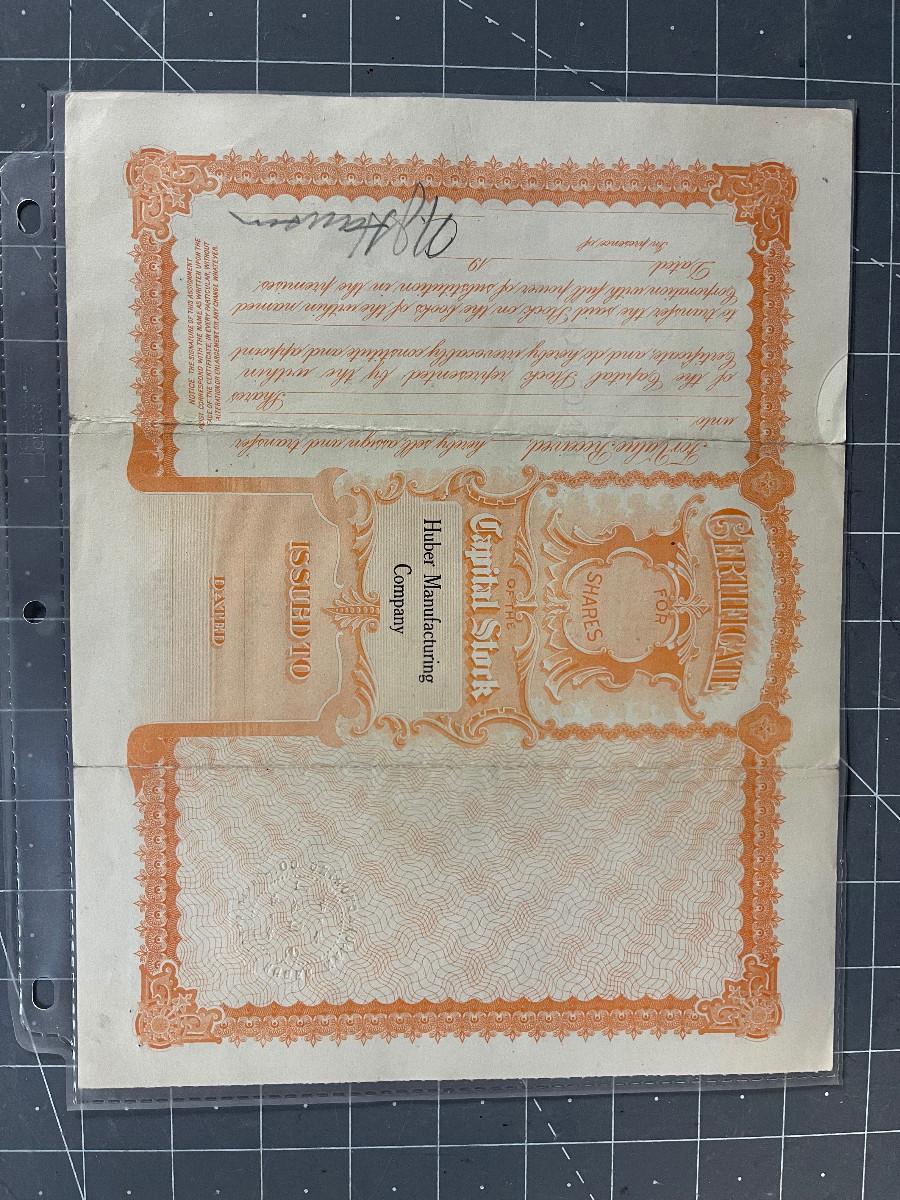 CERTIFICATE
FOR
SHARES
OF THE
Capital Stock
Huber Manufacturing
Company
ISSUED TO
DATED
For Value Received, hereby sell, assign and transfer
unto
Shares
of the Capital Stock represented by the within
Certificate, and do hereby irrevocably constitute and appoint
to transfer the said Stock on the books of the within named
Corporation with full power of substitution in the premises.
Dated 19
In presence of
NOTICE. THE SIGNATURE OF THIS ASSIGNMENT
MUST CORRESPOND WITH THE NAME AS WRITTEN UPON THE
FACE OF THE CERTIFICATE, IN EVERY PARTICULAR, WITHOUT
ALTERATION OR ENLARGEMENT OR ANY CHANGE WHATEVER.